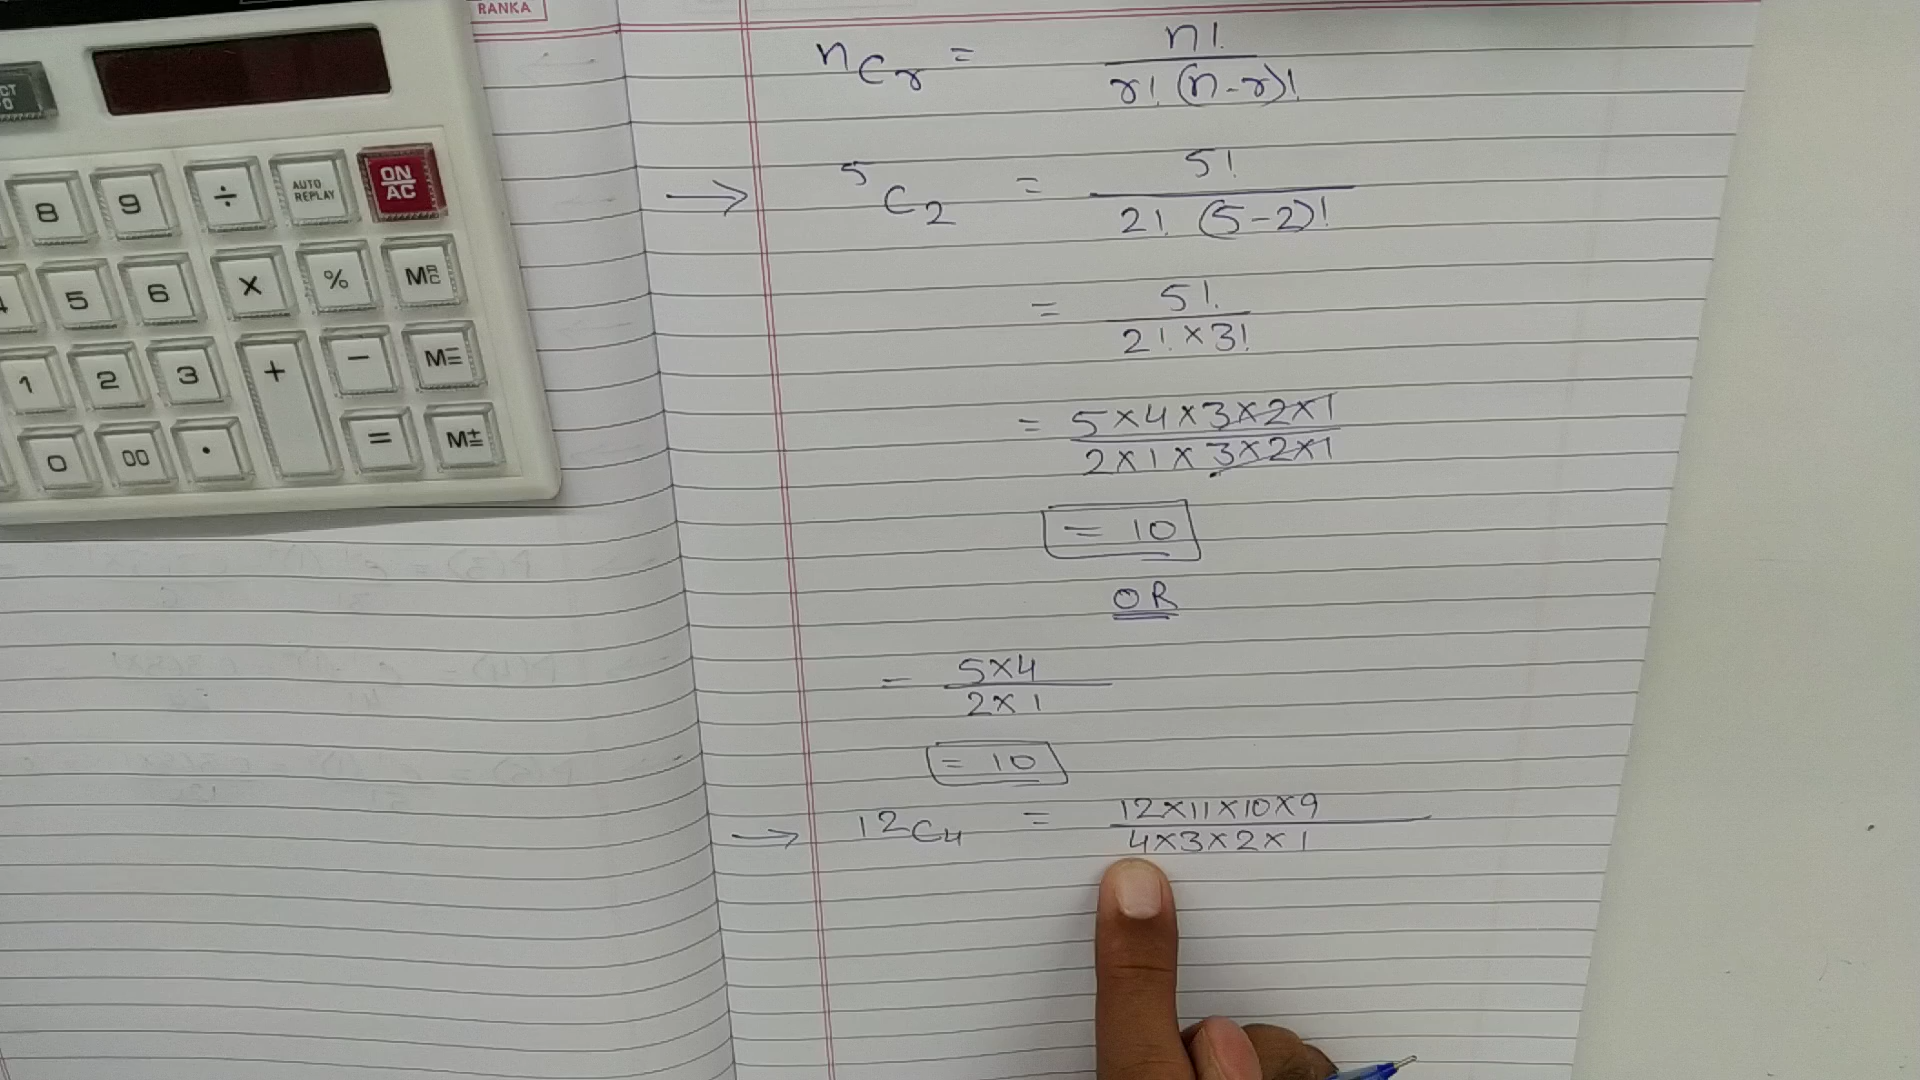 RANKA
nCr = n! / r! (n-r)!
8 9 ÷ AUTO REPLAY ON/AC
→ 5C2 = 5! / 2! (5-2)!
5 6 × % MRC
= 5! / 2! × 3!
1 2 3 + - M=
= 5×4×3×2×1 / 2×1×3×2×1
0 00 . = M±
= 10
OR
= 5×4 / 2×1
= 10
→ 12C4 = 12×11×10×9 / 4×3×2×1